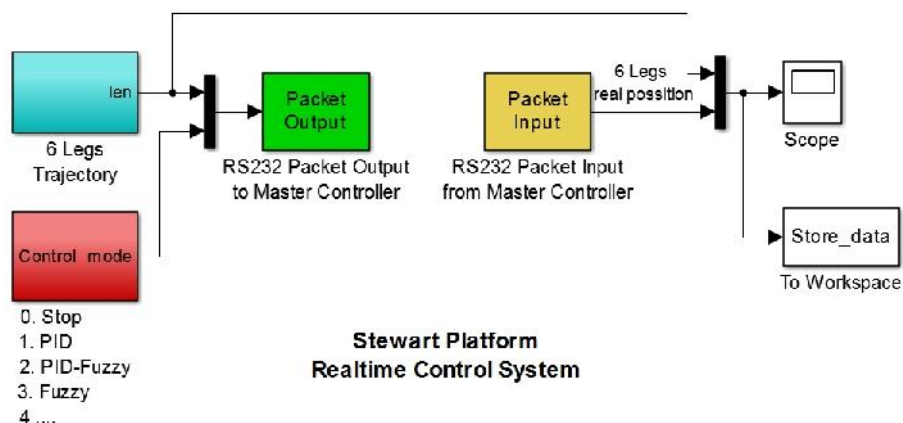 len
6 Legs
Trajectory
Packet
Output
RS232 Packet Output
to Master Controller
Packet
Input
RS232 Packet Input
from Master Controller
6 Legs
real possition
Scope
Control mode
0. Stop
1. PID
2. PID-Fuzzy
3. Fuzzy
4 ....
Store_data
To Workspace
Stewart Platform
Realtime Control System